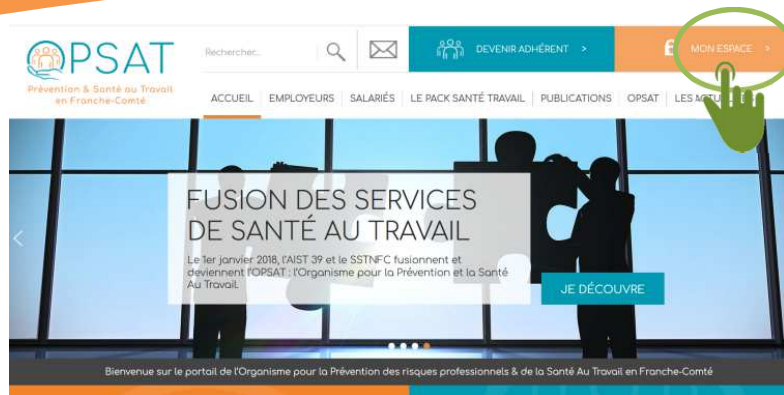 OPSAT
Prévention & Santé au Travail
en Franche-Comté
Rechercher...
DEVENIR ADHÉRENT >
MON ESPACE >
ACCUEIL EMPLOYEURS SALARIÉS LE PACK SANTÉ TRAVAIL PUBLICATIONS OPSAT LES
FUSION DES SERVICES
DE SANTÉ AU TRAVAIL
Le 1er janvier 2018, l'AIST 39 et le SSTNFC fusionnent et
deviennent l'OPSAT : l'Organisme pour la Prévention et la Santé
Au Travail.
JE DÉCOUVRE
Bienvenue sur le portail de l'Organisme pour la Prévention des risques professionnels & de la Santé Au Travail en Franche-Comté